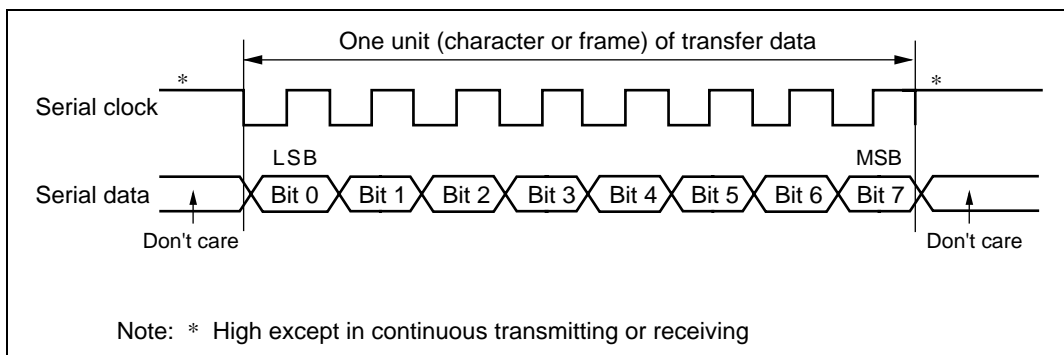 One unit (character or frame) of transfer data
* *
Serial clock
LSB MSB
Serial data Bit 0 Bit 1 Bit 2 Bit 3 Bit 4 Bit 5 Bit 6 Bit 7
Don't care Don't care
Note: * High except in continuous transmitting or receiving